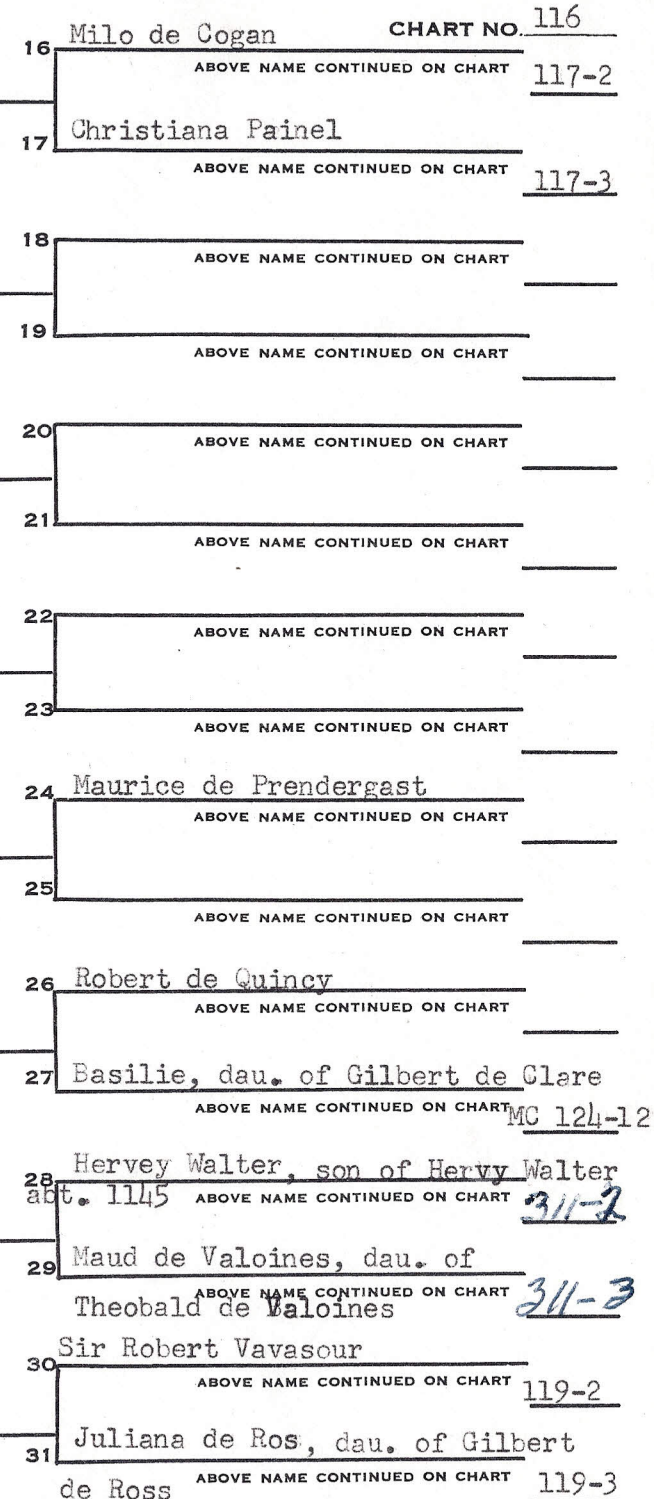 Milo de Cogan CHART NO. 116
16
ABOVE NAME CONTINUED ON CHART 117-2
Christiana Painel
17
ABOVE NAME CONTINUED ON CHART 117-3
18
ABOVE NAME CONTINUED ON CHART
19
ABOVE NAME CONTINUED ON CHART
20
ABOVE NAME CONTINUED ON CHART
21
ABOVE NAME CONTINUED ON CHART
22
ABOVE NAME CONTINUED ON CHART
23
ABOVE NAME CONTINUED ON CHART
24 Maurice de Prendergast
ABOVE NAME CONTINUED ON CHART
25
ABOVE NAME CONTINUED ON CHART
26 Robert de Quincy
ABOVE NAME CONTINUED ON CHART
27 Basilie, dau. of Gilbert de Clare
ABOVE NAME CONTINUED ON CHART MC 124-12
Hervey Walter, son of Hervy Walter
28
abt. 1145 ABOVE NAME CONTINUED ON CHART 311-2
29 Maud de Valoines, dau. of
ABOVE NAME CONTINUED ON CHART 311-3
Theobald de Valoines
Sir Robert Vavasour
30
ABOVE NAME CONTINUED ON CHART 119-2
Juliana de Ros, dau. of Gilbert
31
de Ross ABOVE NAME CONTINUED ON CHART 119-3